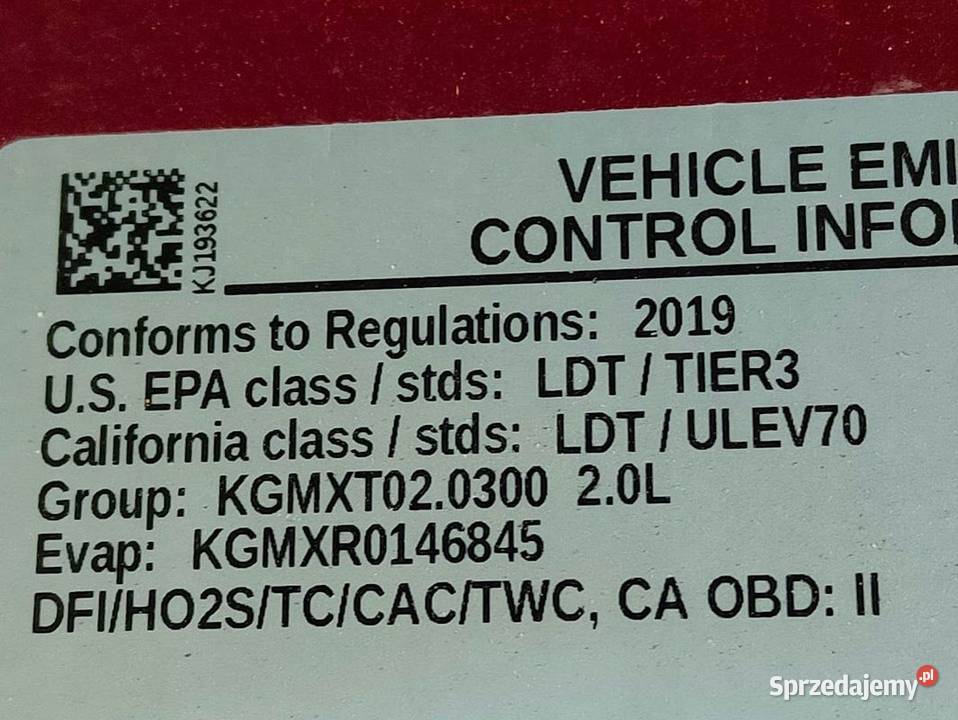 VEHICLE EMI
CONTROL INFO
KJ193622
Conforms to Regulations: 2019
U.S. EPA class / stds: LDT / TIER3
California class / stds: LDT / ULEV70
Group: KGMXT02.0300 2.0L
Evap: KGMXR0146845
DFI/HO2S/TC/CAC/TWC, CA OBD: II
Sprzedajemy.pl